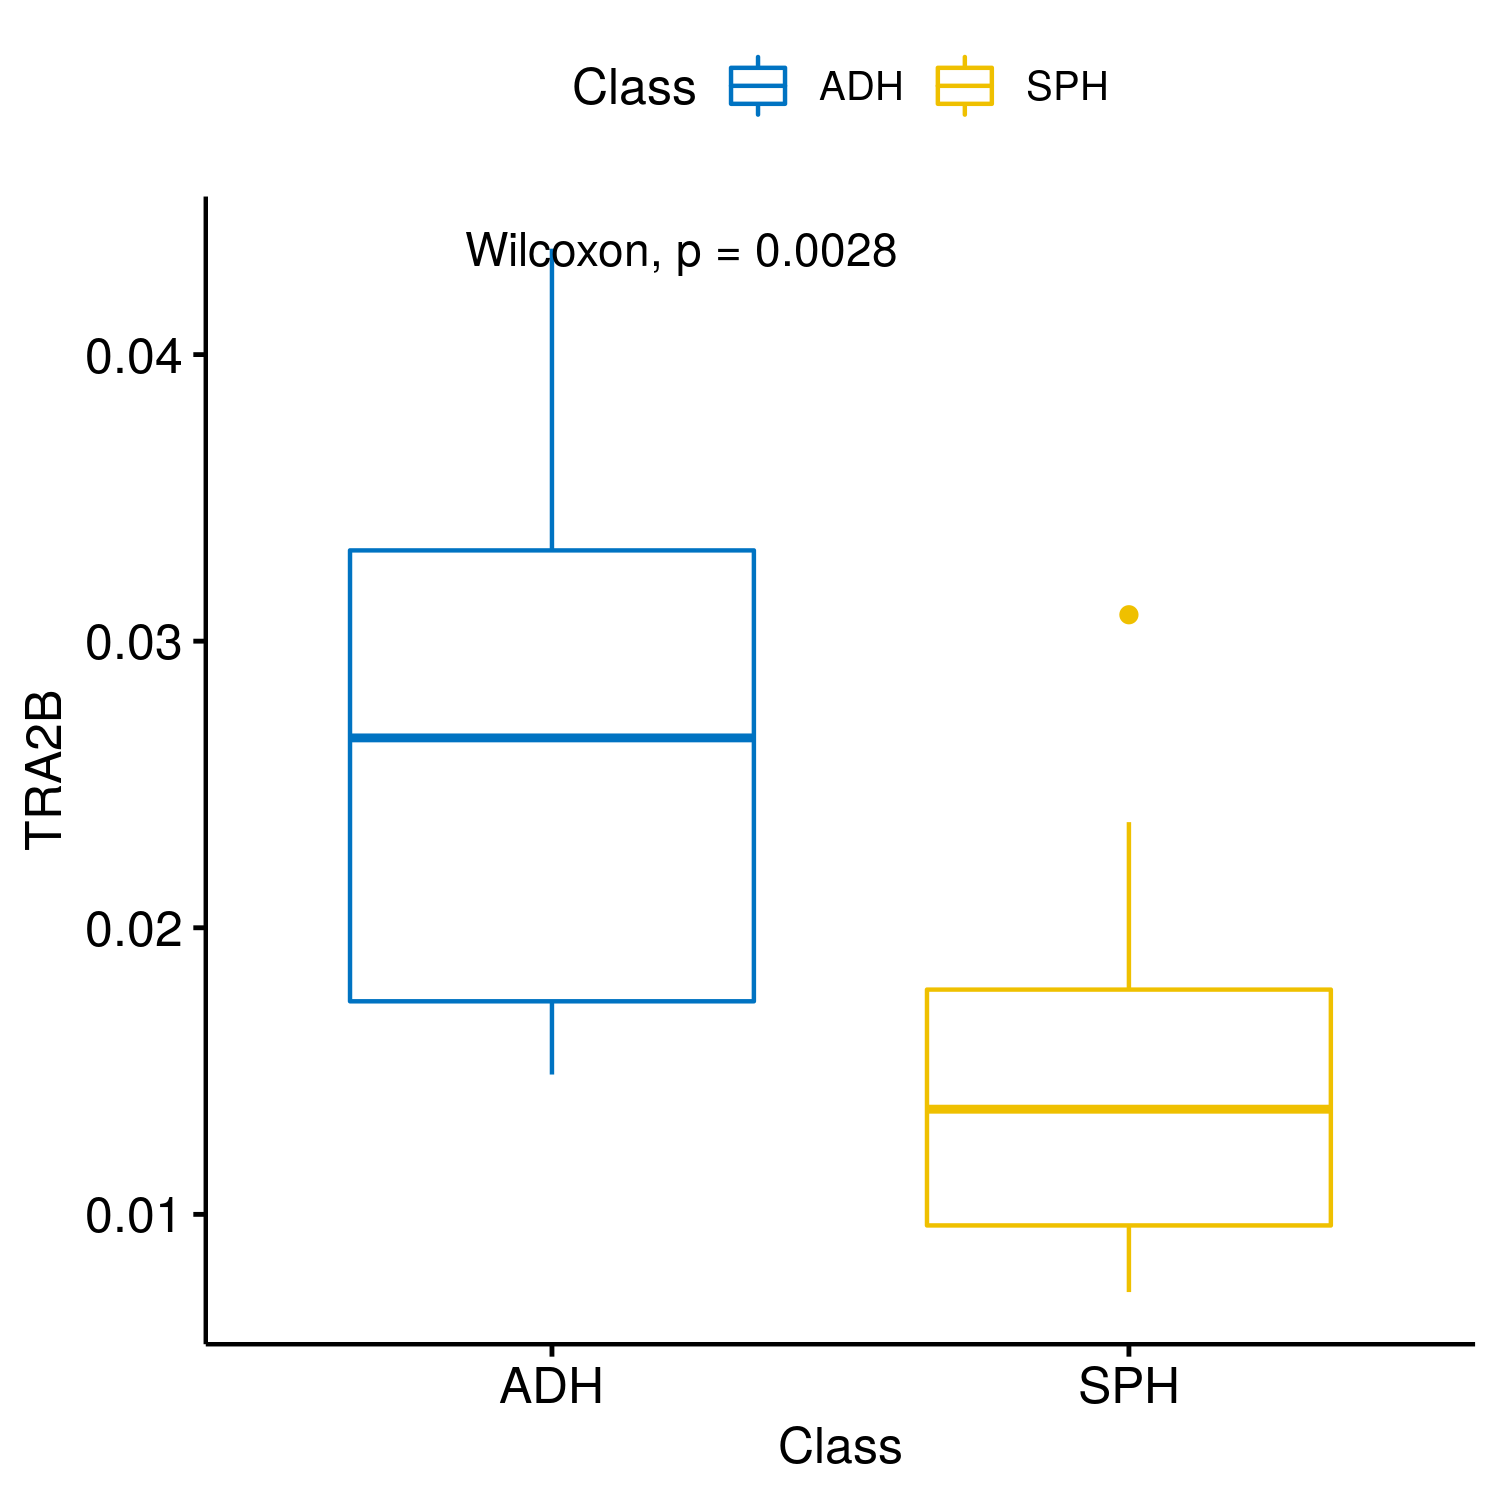 Class ADH SPH
Wilcoxon, p = 0.0028
0.04
0.03
0.02
0.01
TRA2B
ADH SPH
Class